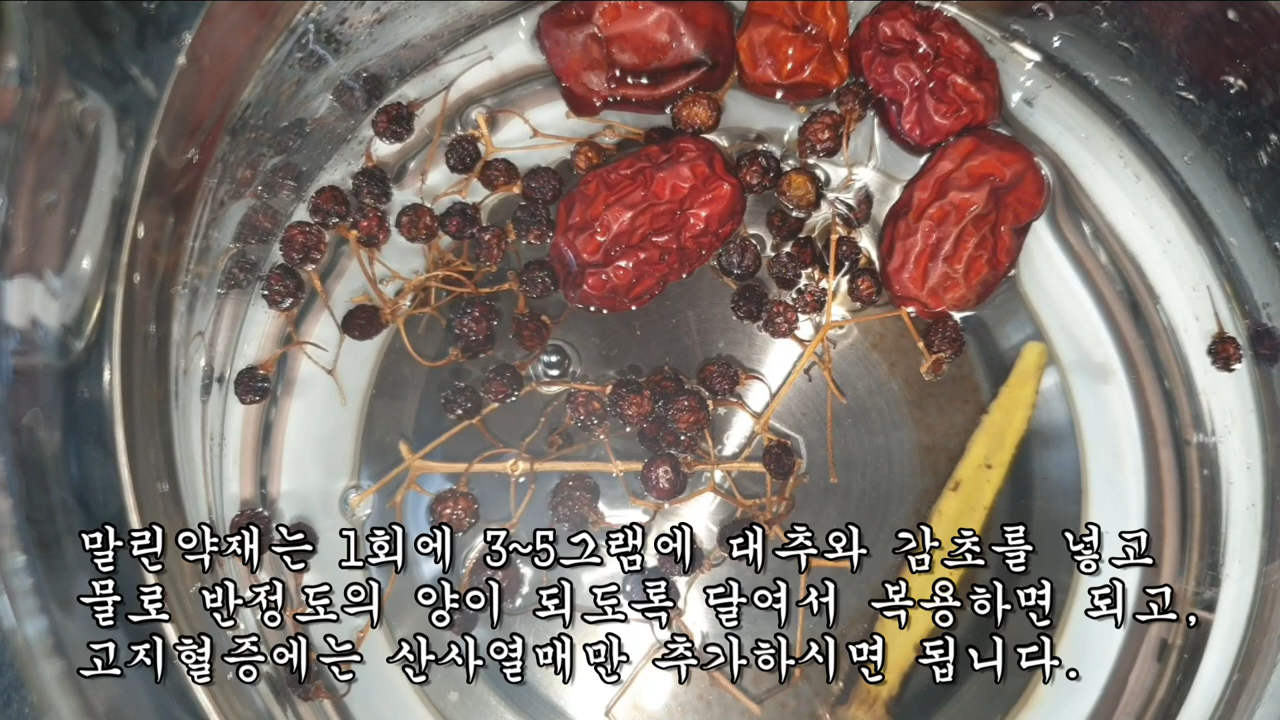 말린약재는 1회에 3~5그램에 대추와 감초를 넣고
물로 반정도의 양이 되도록 달여서 복용하면 되고,
고지혈증에는 산사열매만 추가하시면 됩니다.